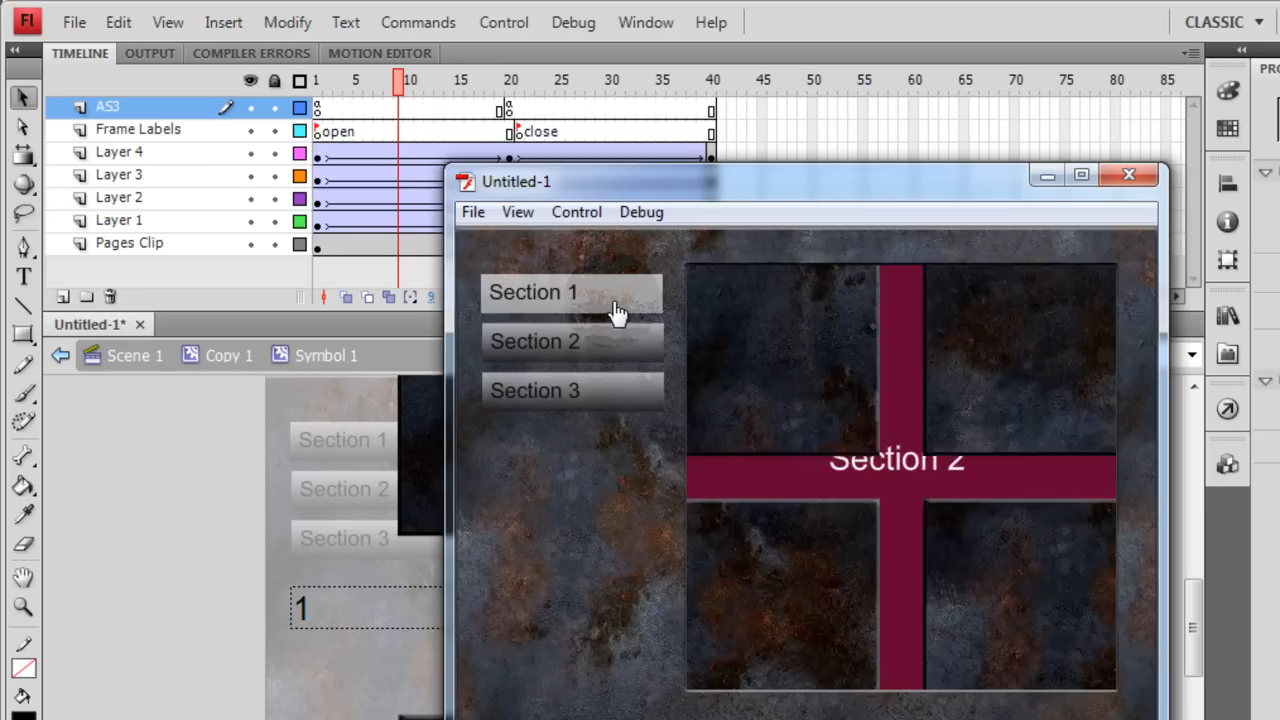 Fl File Edit View Insert Modify Text Commands Control Debug Window Help CLASSIC
TIMELINE OUTPUT COMPILER ERRORS MOTION EDITOR
1 5 10 15 20 25 30 35 40 45 50 55 60 65 70 75 80 85
AS3 a a
Frame Labels open close
Layer 4
Layer 3
Layer 2
Layer 1
Pages Clip
9
Untitled-1*
Scene 1 Copy 1 Symbol 1
Section 1
Section 2
Section 3
1
Untitled-1
File View Control Debug
Section 1
Section 2
Section 3
Section 2
PRO